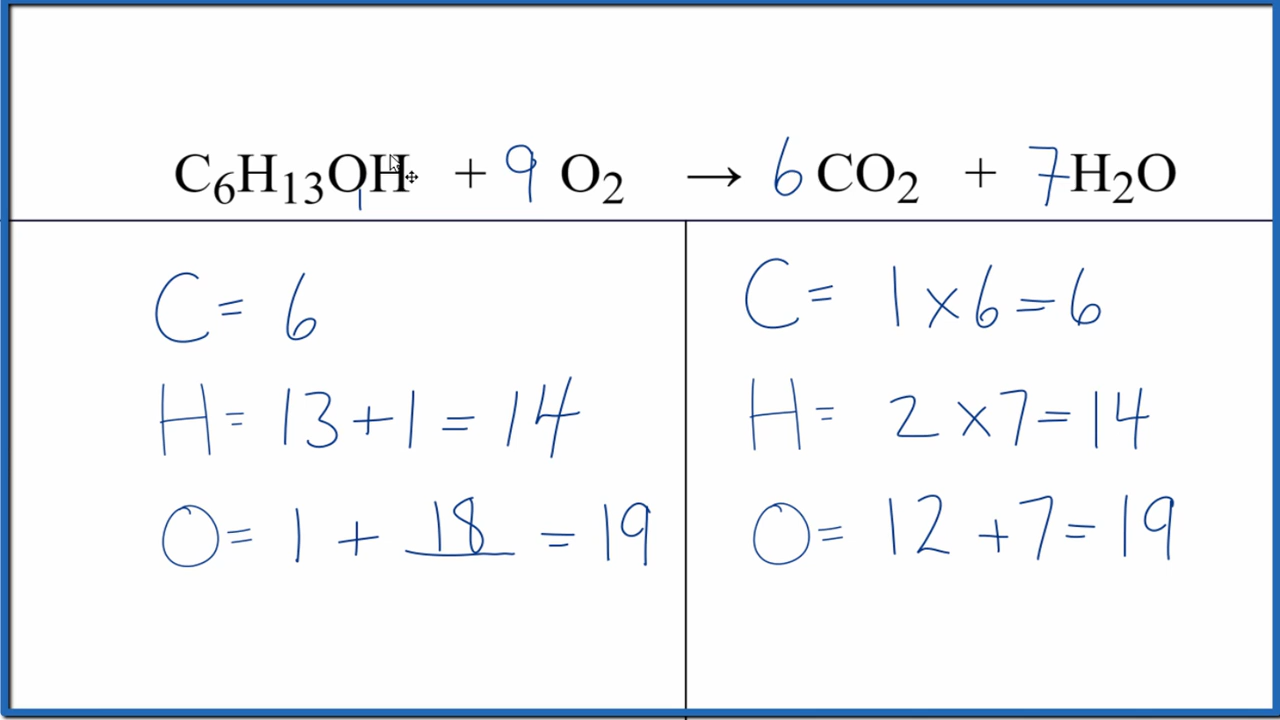 C₆H₁₃OH + 9 O₂ → 6 CO₂ + 7 H₂O
C = 6
H = 13 + 1 = 14
O = 1 + 18 = 19
C = 1 × 6 = 6
H = 2 × 7 = 14
O = 12 + 7 = 19